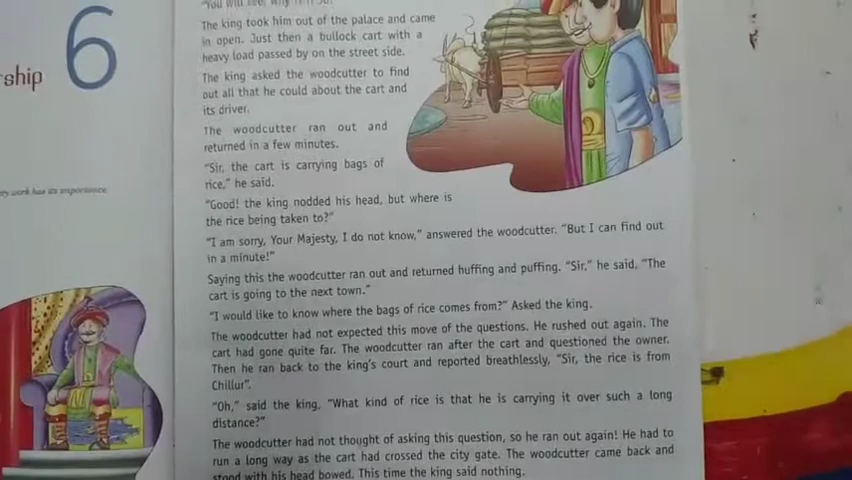 rship
6
ry work has its importance.
"You will see, why
The king took him out of the palace and came
in open. Just then a bullock cart with a
heavy load passed by on the street side.
The king asked the woodcutter to find
out all that he could about the cart and
its driver.
The woodcutter ran out and
returned in a few minutes.
"Sir, the cart is carrying bags of
rice," he said.
"Good! the king nodded his head, but where is
the rice being taken to?"
"I am sorry, Your Majesty, I do not know," answered the woodcutter. "But I can find out
in a minute!"
Saying this the woodcutter ran out and returned huffing and puffing. "Sir," he said, "The
cart is going to the next town."
"I would like to know where the bags of rice comes from?" Asked the king.
The woodcutter had not expected this move of the questions. He rushed out again. The
cart had gone quite far. The woodcutter ran after the cart and questioned the owner.
Then he ran back to the king's court and reported breathlessly, "Sir, the rice is from
Chillur".
"Oh," said the king, "What kind of rice is that he is carrying it over such a long
distance?"
The woodcutter had not thought of asking this question, so he ran out again! He had to
run a long way as the cart had crossed the city gate. The woodcutter came back and
stood with his head bowed. This time the king said nothing.